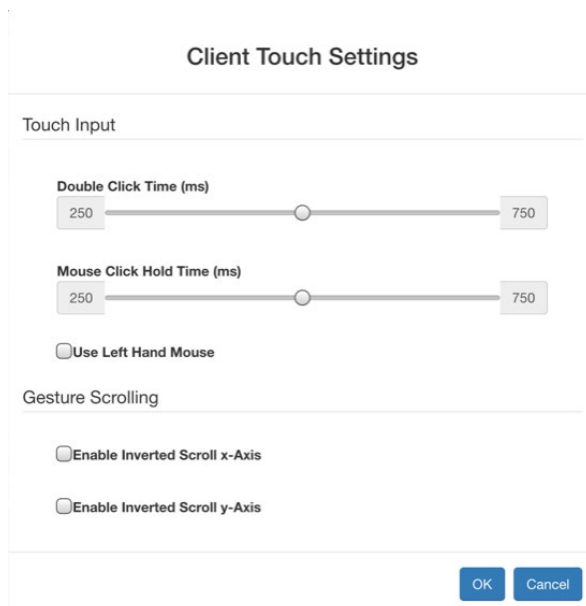 Client Touch Settings
Touch Input
Double Click Time (ms)
250 750
Mouse Click Hold Time (ms)
250 750
Use Left Hand Mouse
Gesture Scrolling
Enable Inverted Scroll x-Axis
Enable Inverted Scroll y-Axis
OK Cancel